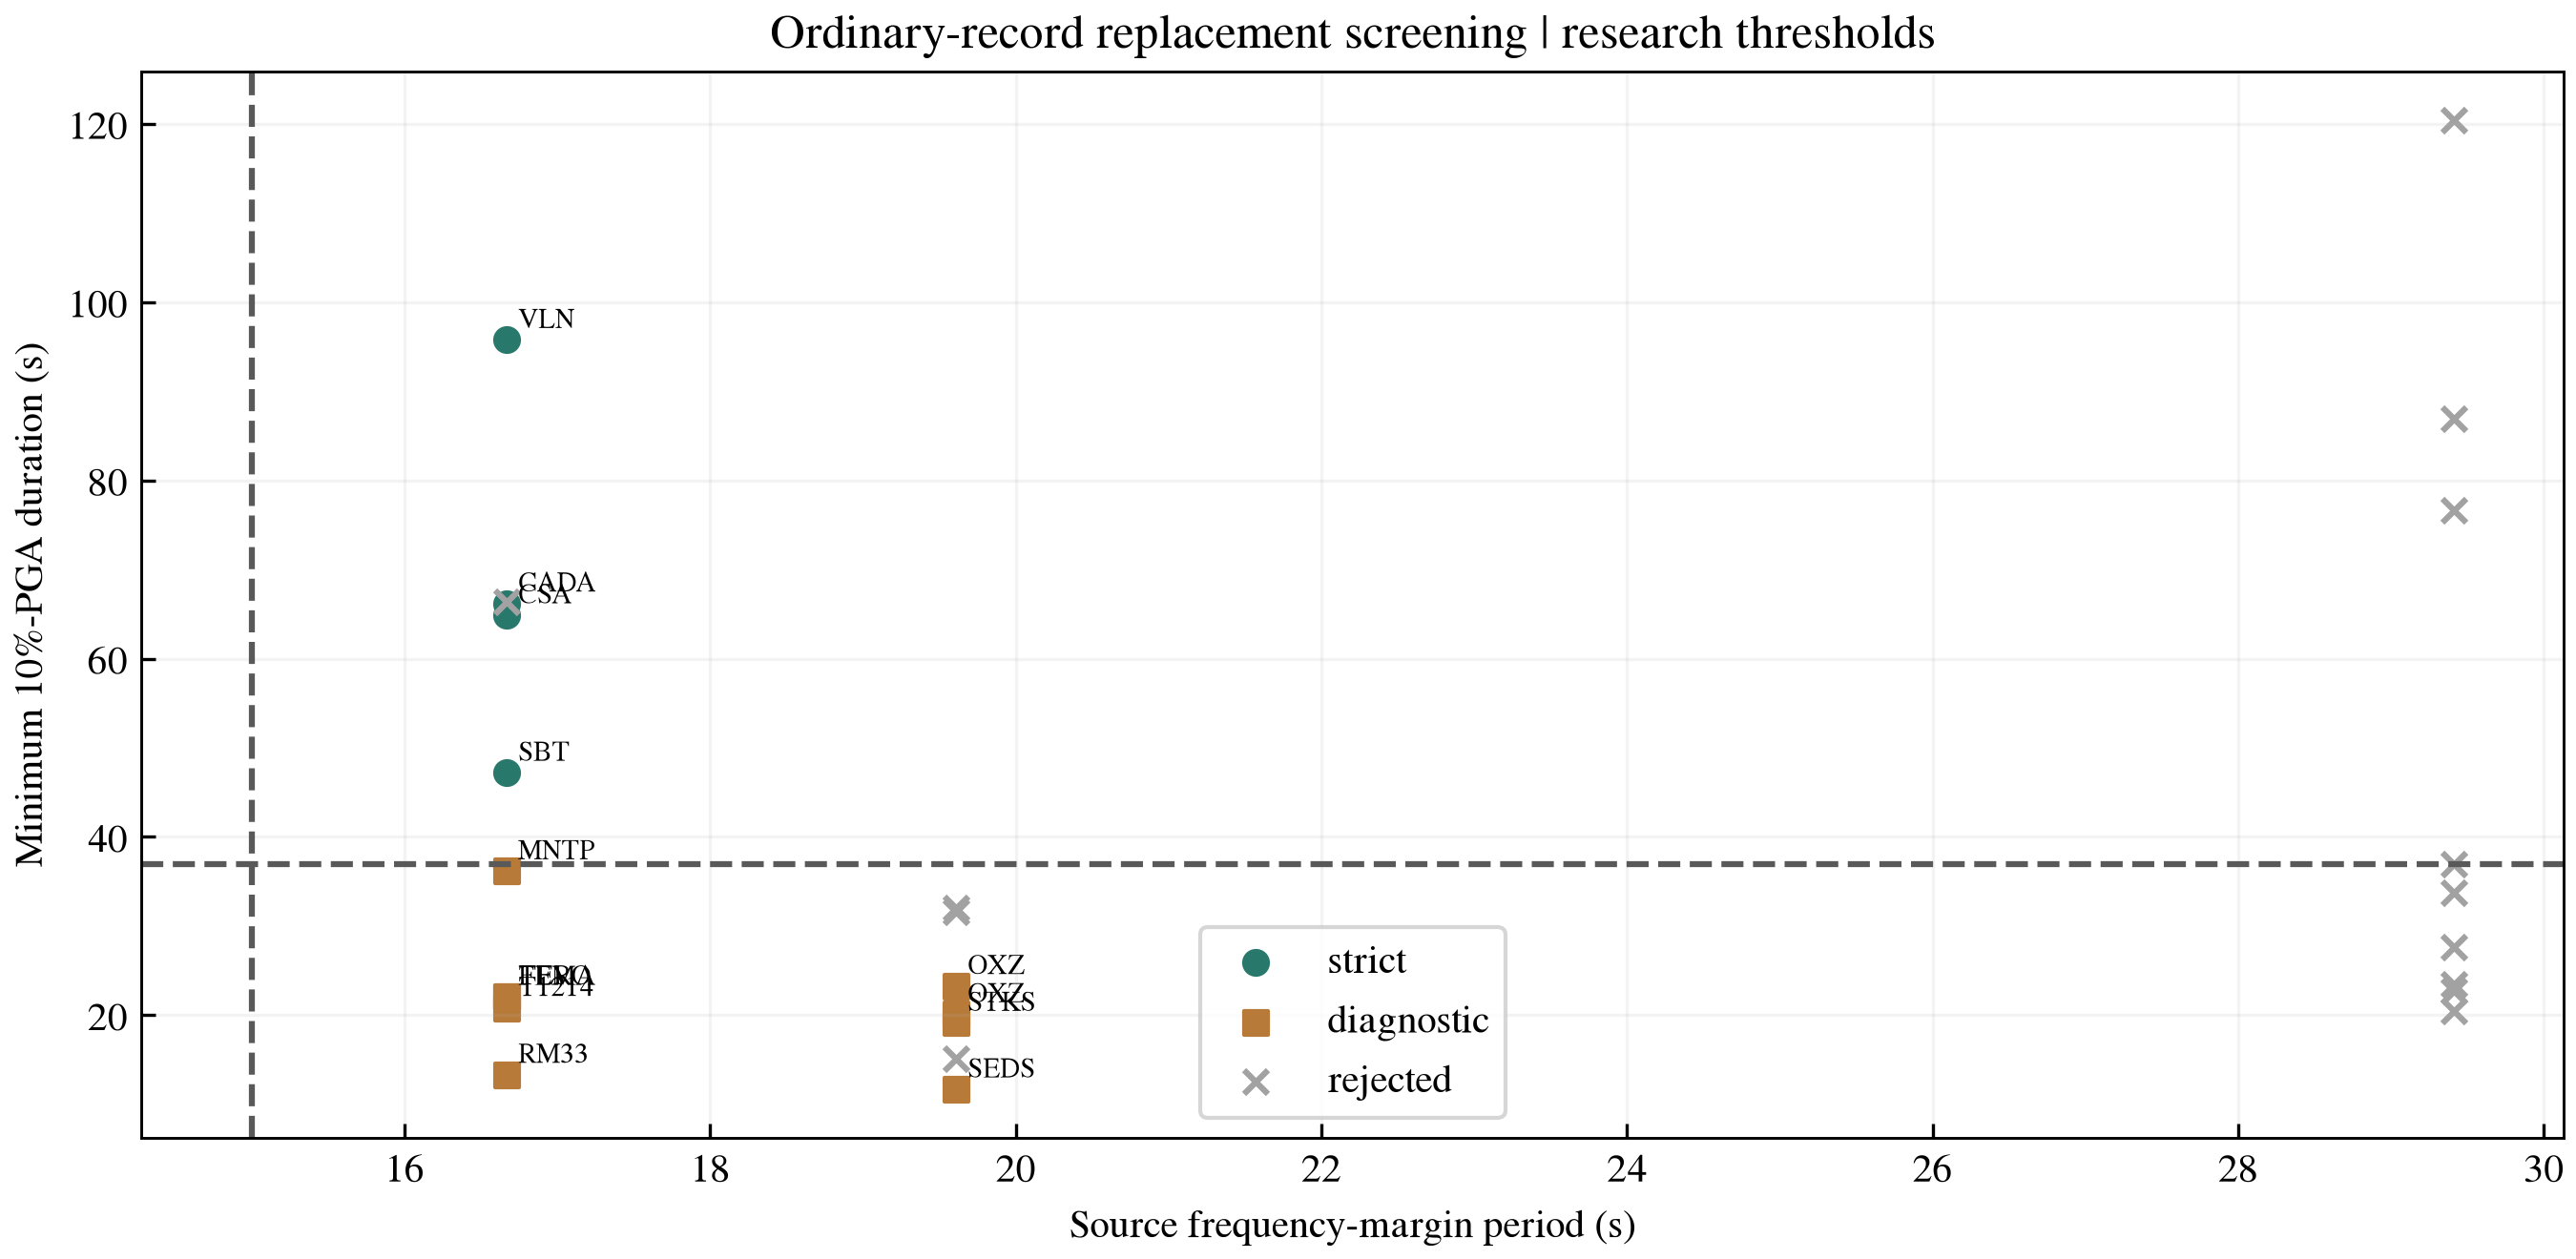 Ordinary-record replacement screening | research thresholds
Minimum 10%-PGA duration (s)
120
100
80
60
40
20
VLN
CADA
CSA
SBT
MNTP
TT214
RM33
OXZ
OXZ
STKS
SEDS
strict
diagnostic
rejected
16
18
20
22
24
26
28
30
Source frequency-margin period (s)